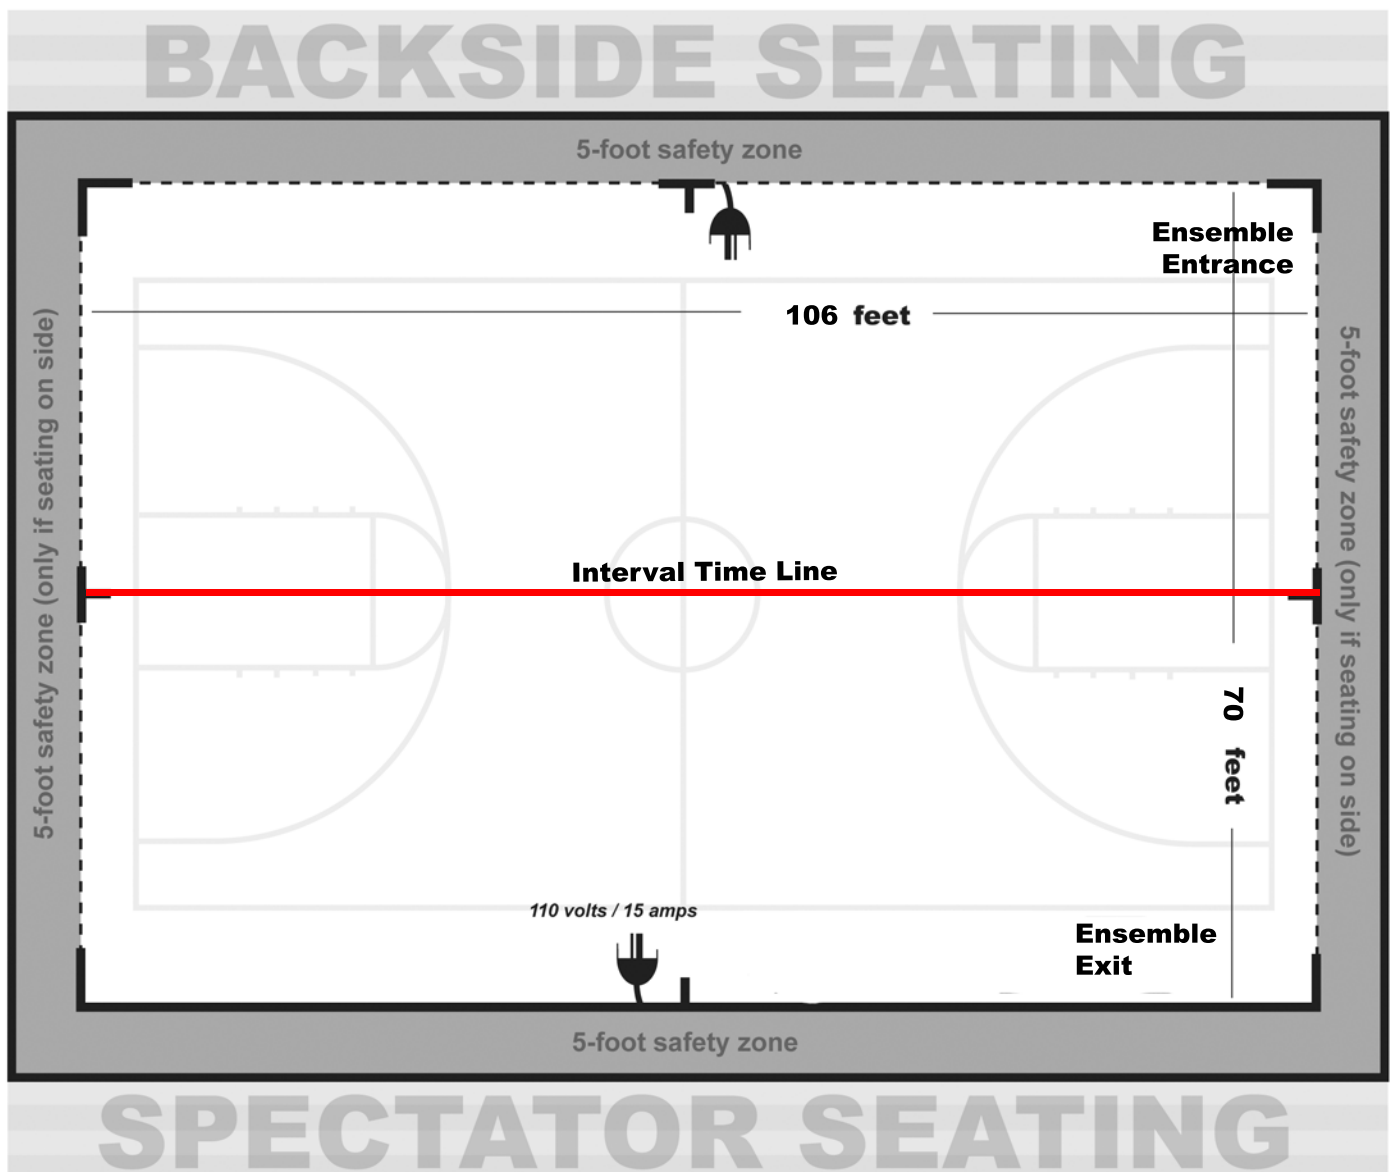 BACKSIDE SEATING
5-foot safety zone
Ensemble
Entrance
106 feet
5-foot safety zone (only if seating on side)
5-foot safety zone (only if seating on side)
Interval Time Line
70 feet
110 volts / 15 amps
Ensemble
Exit
5-foot safety zone
SPECTATOR SEATING